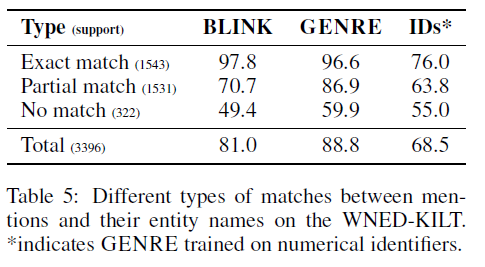 Type (support) BLINK GENRE IDs*
Exact match (1543) 97.8 96.6 76.0
Partial match (1531) 70.7 86.9 63.8
No match (322) 49.4 59.9 55.0
Total (3396) 81.0 88.8 68.5
Table 5: Different types of matches between men-
tions and their entity names on the WNED-KILT.
*indicates GENRE trained on numerical identifiers.